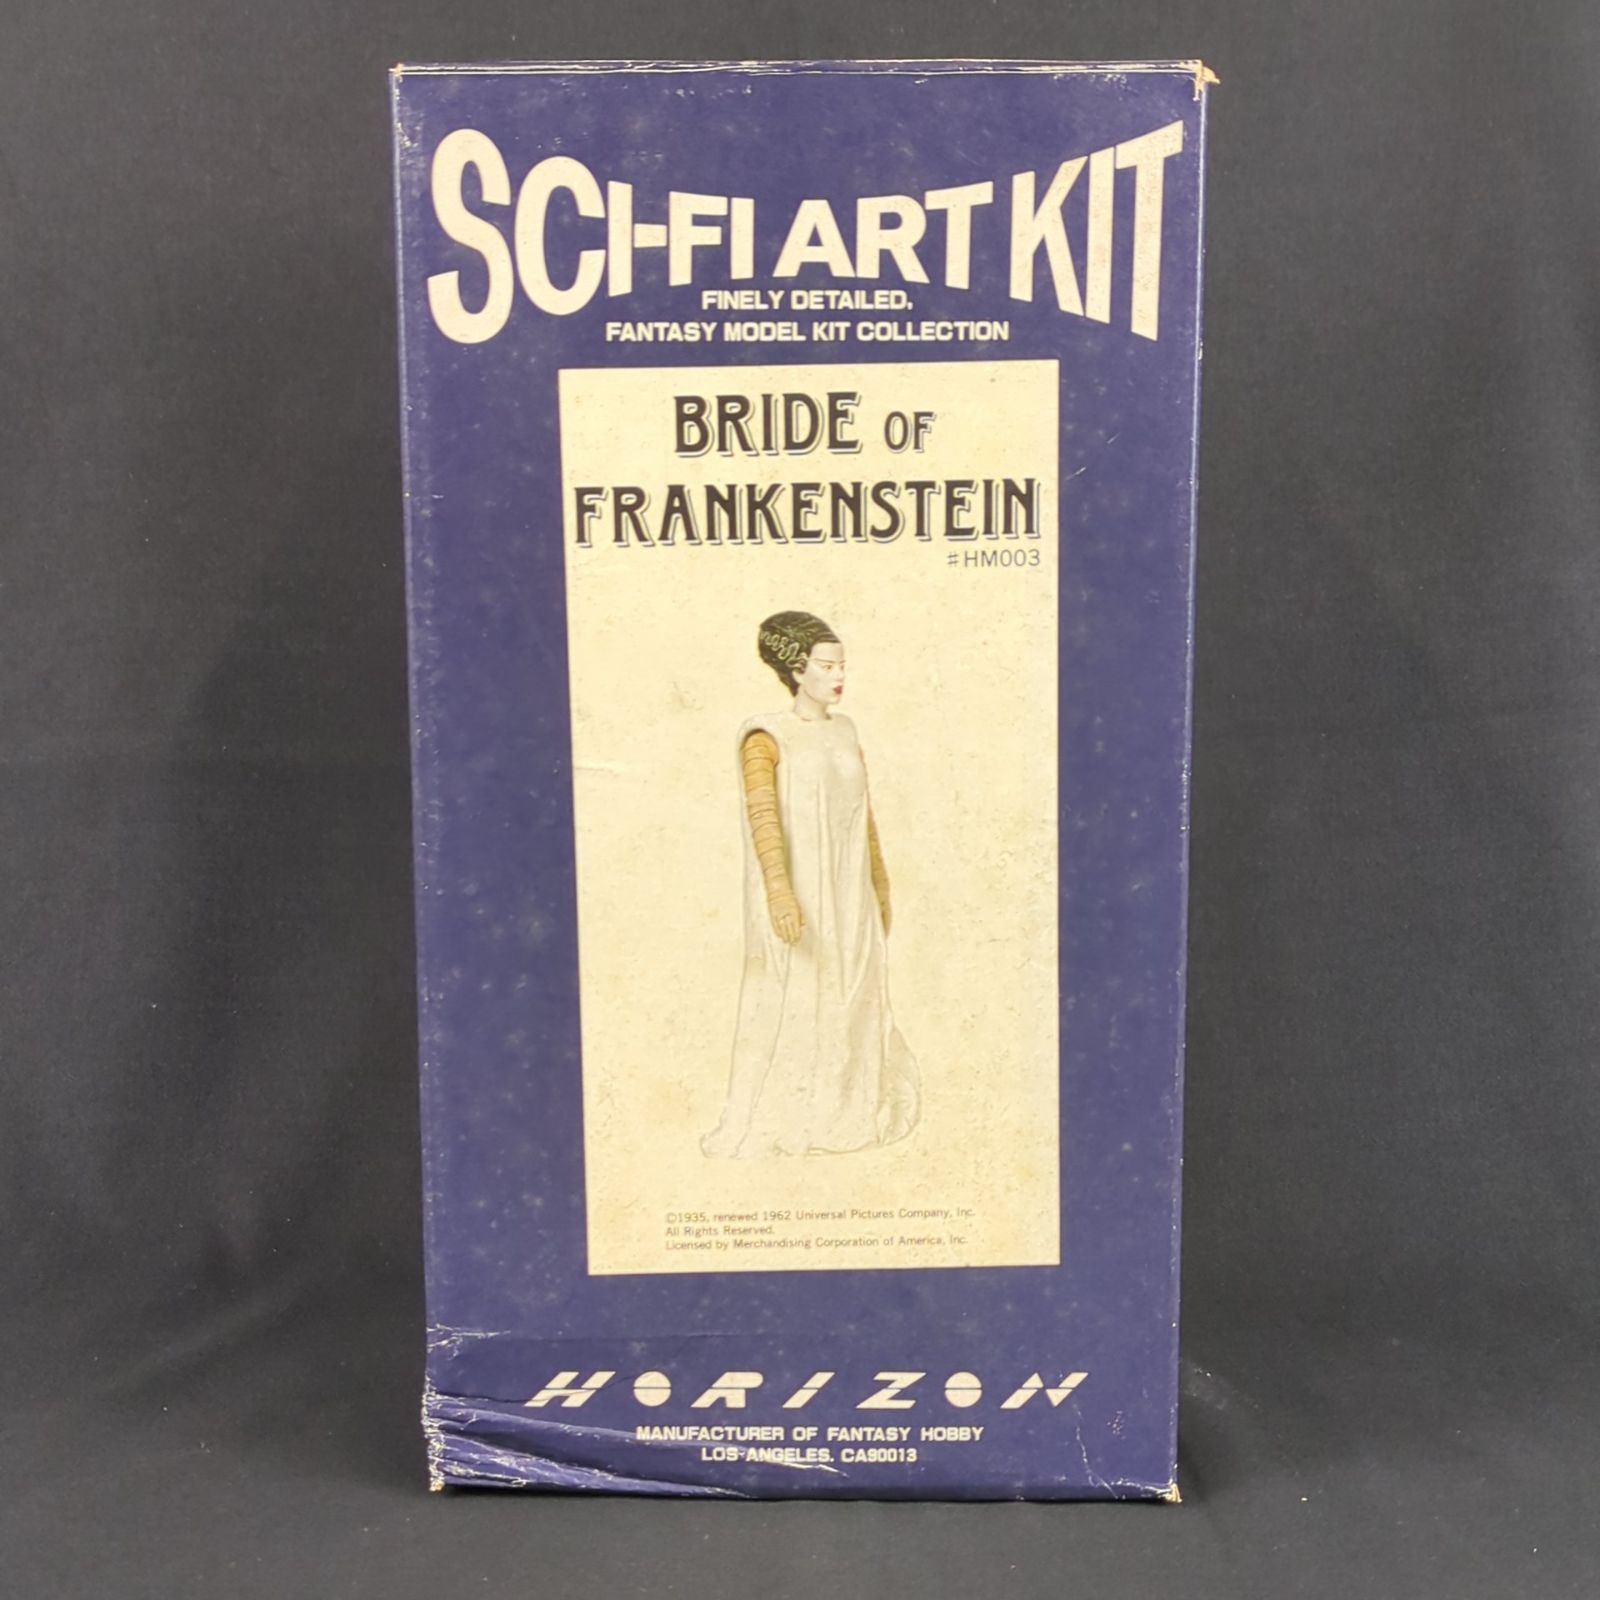 SCI-FI ART KIT
FINELY DETAILED,
FANTASY MODEL KIT COLLECTION
BRIDE OF
FRANKENSTEIN
#HM003
©1935, renewed 1962 Universal Pictures Company, Inc.
All Rights Reserved.
Licensed by Merchandising Corporation of America, Inc.
HORIZON
MANUFACTURER OF FANTASY HOBBY
LOS-ANGELES. CA90013